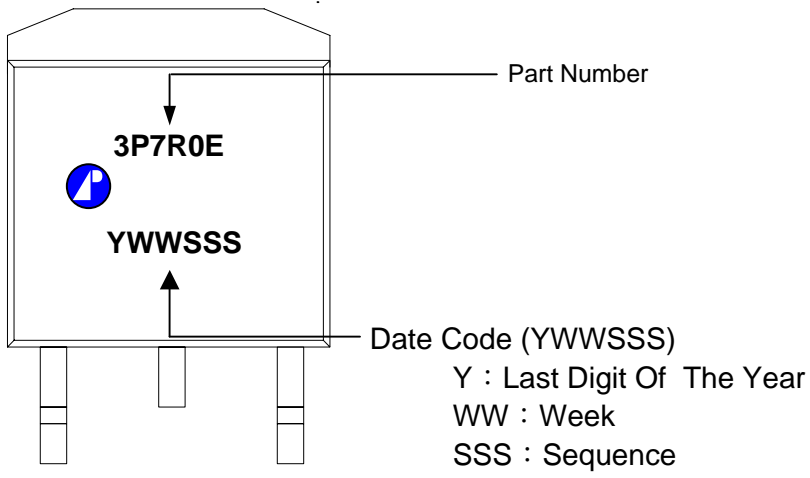 Part Number
3P7R0E
YWWSSS
Date Code (YWWSSS)
Y：Last Digit Of The Year
WW：Week
SSS：Sequence